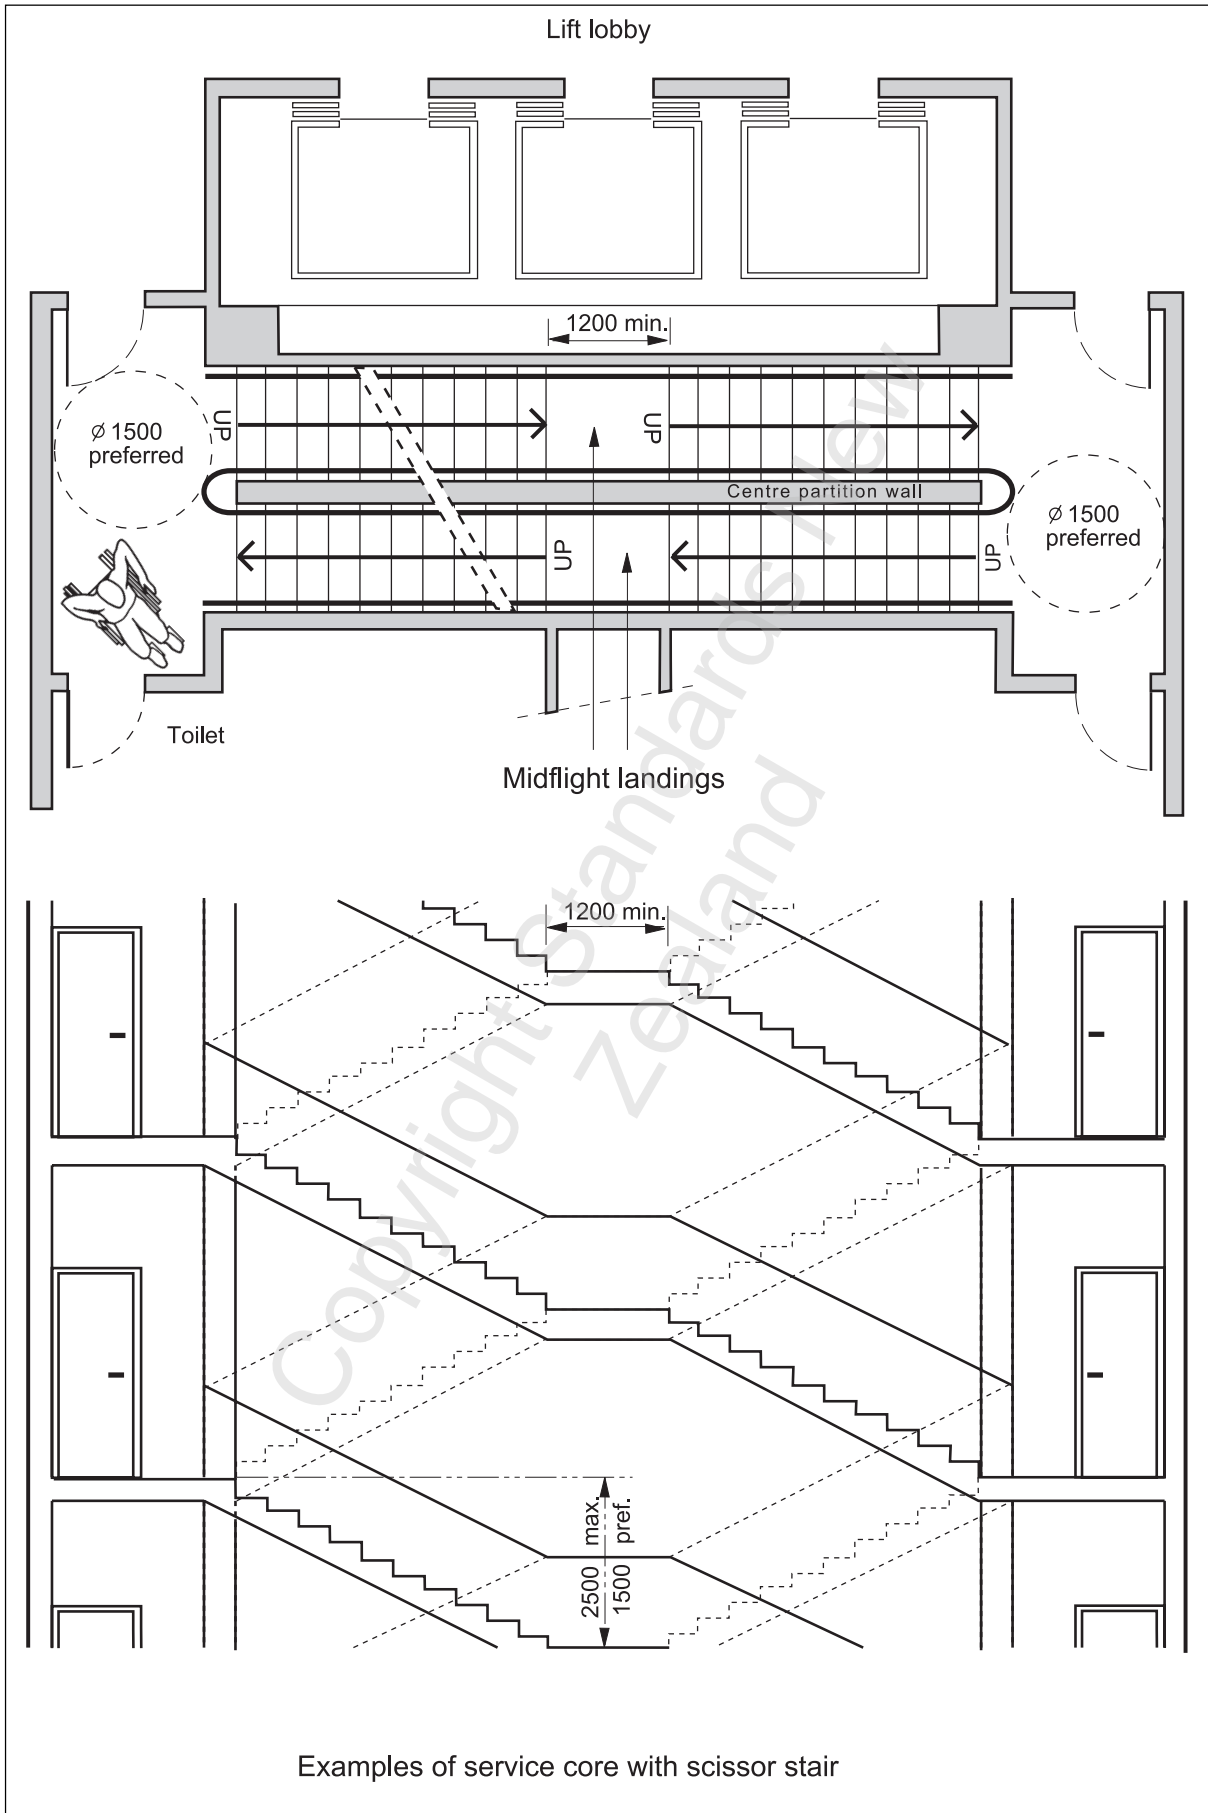 Lift lobby
1200 min.
UP
UP
Ø 1500
preferred
Centre partition wall
Ø 1500
preferred
UP
UP
Toilet
Midflight landings
1200 min.
2500 max.
1500 pref.
Examples of service core with scissor stair
Copyright Standards New
Zealand